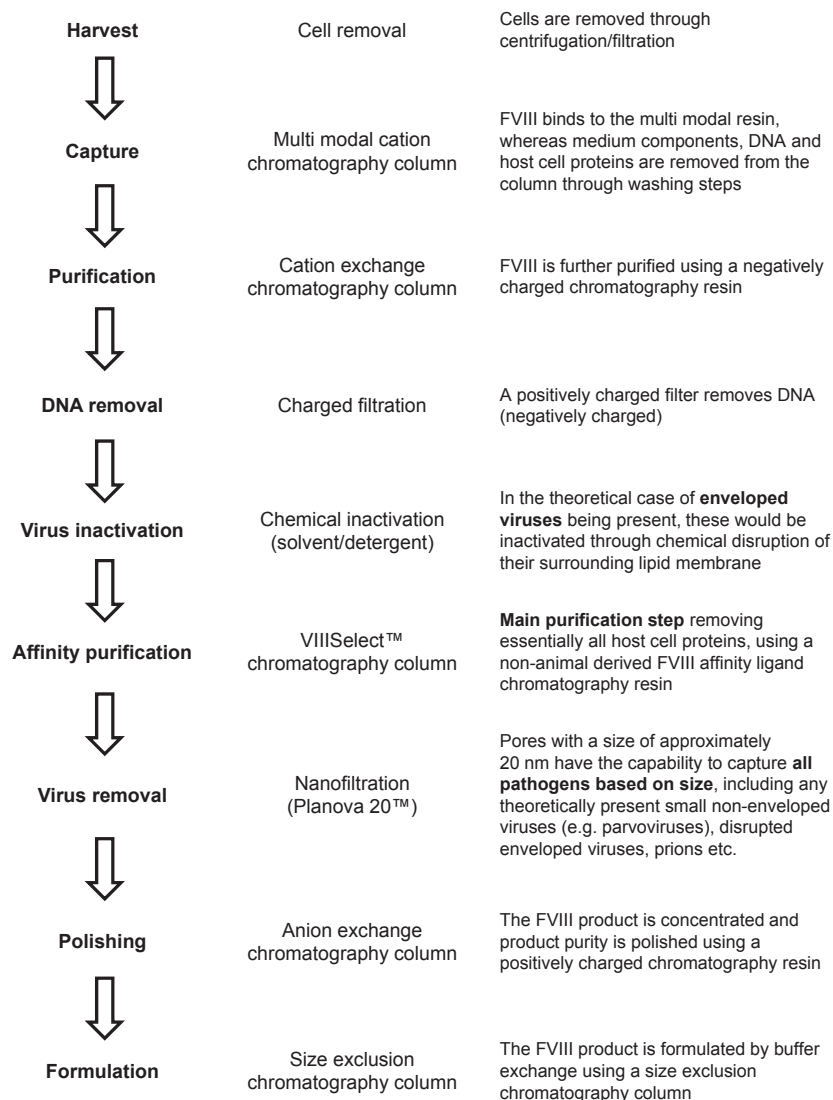 Harvest
Cell removal
Cells are removed through
centrifugation/filtration
Capture
Multi modal cation
chromatography column
FVIII binds to the multi modal resin,
whereas medium components, DNA and
host cell proteins are removed from the
column through washing steps
Purification
Cation exchange
chromatography column
FVIII is further purified using a negatively
charged chromatography resin
DNA removal
Charged filtration
A positively charged filter removes DNA
(negatively charged)
Virus inactivation
Chemical inactivation
(solvent/detergent)
In the theoretical case of enveloped
viruses being present, these would be
inactivated through chemical disruption of
their surrounding lipid membrane
Affinity purification
VIIISelect™
chromatography column
Main purification step removing
essentially all host cell proteins, using a
non-animal derived FVIII affinity ligand
chromatography resin
Virus removal
Nanofiltration
(Planova 20™)
Pores with a size of approximately
20 nm have the capability to capture all
pathogens based on size, including any
theoretically present small non-enveloped
viruses (e.g. parvoviruses), disrupted
enveloped viruses, prions etc.
Polishing
Anion exchange
chromatography column
The FVIII product is concentrated and
product purity is polished using a
positively charged chromatography resin
Formulation
Size exclusion
chromatography column
The FVIII product is formulated by buffer
exchange using a size exclusion
chromatography column